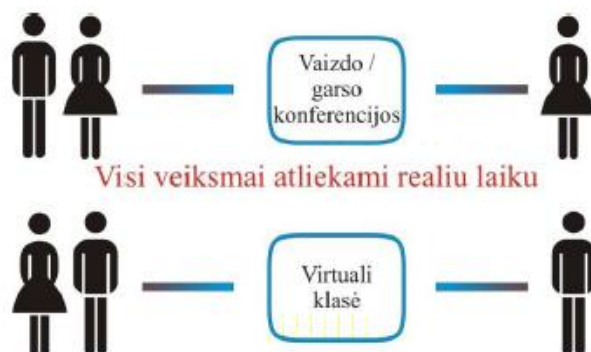 Vaizdo /
garso
konferencijos
Visi veiksmai atliekami realiu laiku
Virtuali
klasė